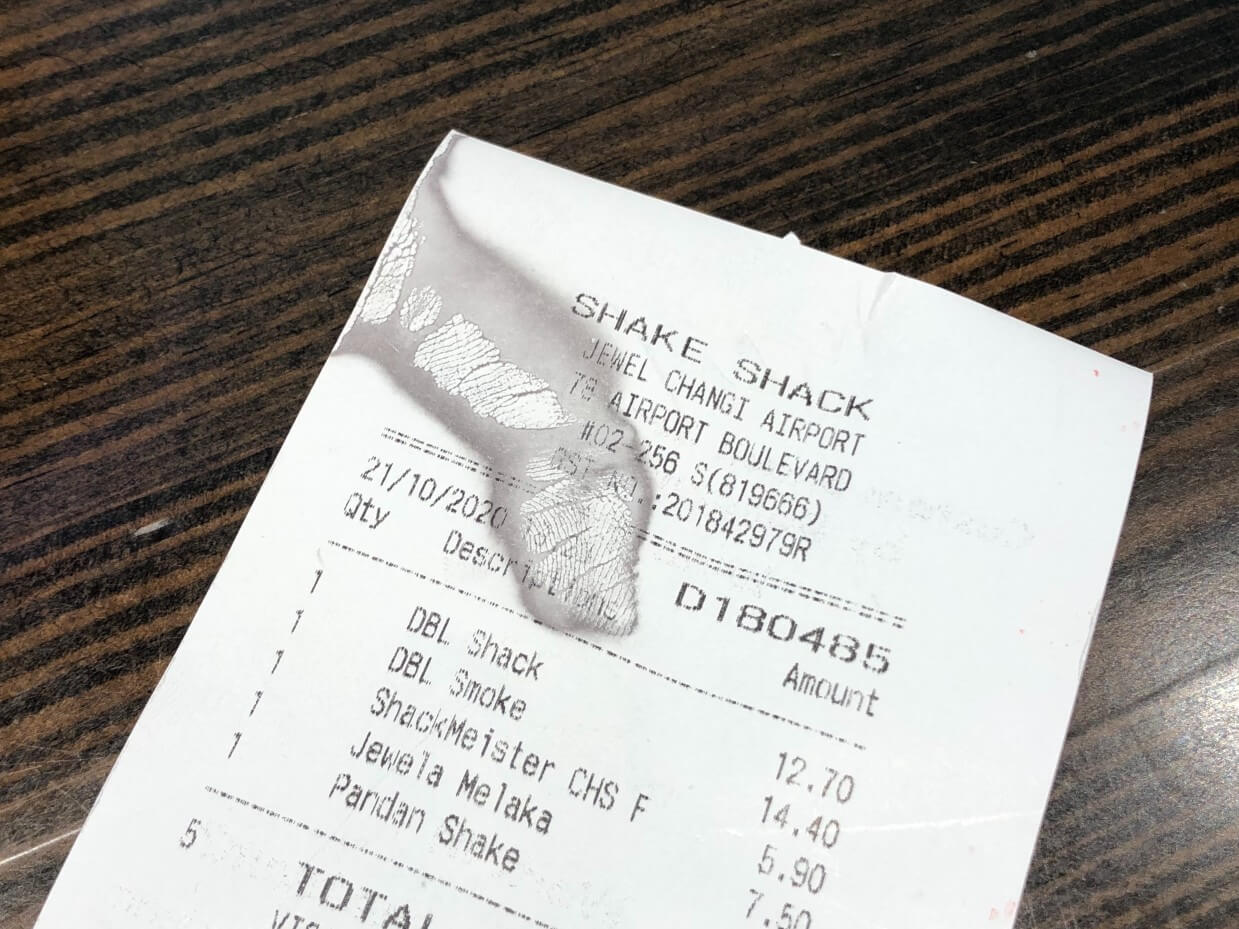 SHAKE SHACK
JEWEL CHANGI AIRPORT
78 AIRPORT BOULEVARD
#02-256 S(819666)
GST NO.:201842979R
21/10/2020 D180485
Qty Descriptions Amount
1 DBL Shack 12.70
1 DBL Smoke 14.40
1 ShackMeister CHS F 5.90
1 Jewela Melaka 7.50
1 Pandan Shake
5
TOTAL